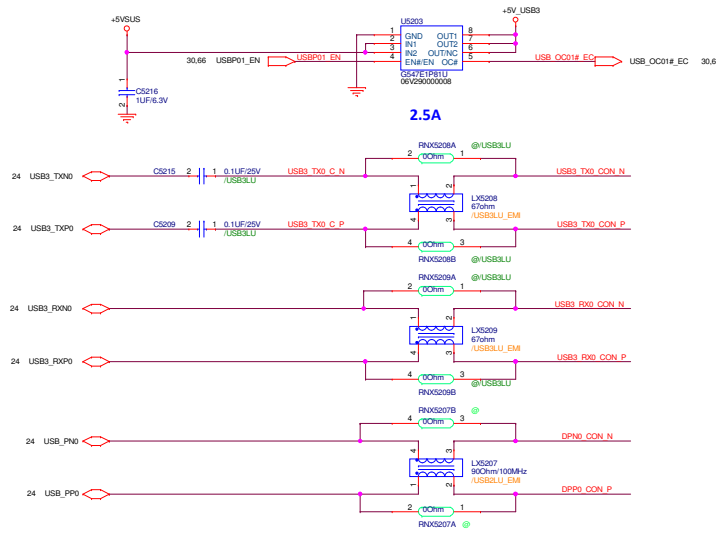 +5VSUS
+5V_USB3
U5203
1 GND OUT1 8
2 IN1 OUT2 7
3 IN2 OUT/NC 6
4 EN#/EN OC# 5
30,66 USBP01_EN
USB_OC01#_EC
USB_OC01#_EC 30,6
G547E1P81U
06V290000008
1
C5216
1UF/6.3V
2
2.5A
RNX5208A @/USB3LU
2 0Ohm 1
24 USB3_TXN0 C5215 2 1 0.1UF/25V USB3_TX0_C_N USB3_TX0_CON_N
/USB3LU
1 2
LX5208
67ohm
/USB3LU_EMI
4 3
24 USB3_TXP0 C5209 2 1 0.1UF/25V USB3_TX0_C_P USB3_TX0_CON_P
/USB3LU
4 0Ohm 3
RNX5208B @/USB3LU
RNX5209A @/USB3LU
2 0Ohm 1
24 USB3_RXN0 USB3_RX0_CON_N
1 2
LX5209
67ohm
/USB3LU_EMI
4 3
24 USB3_RXP0 USB3_RX0_CON_P
4 0Ohm 3
@/USB3LU
RNX5209B
RNX5207B @
4 0Ohm 3
24 USB_PN0 DPN0_CON_N
4 3
LX5207
90Ohm/100MHz
/USB2LU_EMI
1 2
24 USB_PP0 DPP0_CON_P
2 0Ohm 1
RNX5207A @